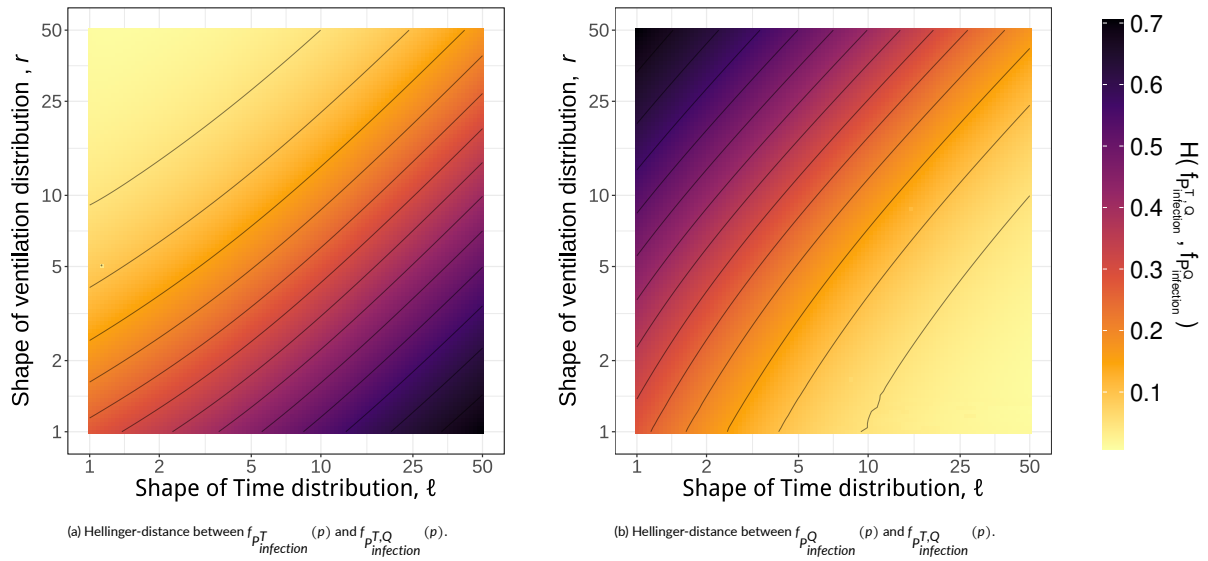 50
25
10
5
2
1
Shape of ventilation distribution , r
1 2 5 10 25 50
Shape of Time distribution, ℓ
(a) Hellinger-distance between f_{P^T_{infection}} (p) and f_{P^{T,Q}_{infection}} (p).
50
25
10
5
2
1
Shape of ventilation distribution, r
1 2 5 10 25 50
Shape of Time distribution, ℓ
(b) Hellinger-distance between f_{P^Q_{infection}} (p) and f_{P^{T,Q}_{infection}} (p).
0.7
0.6
0.5
0.4
0.3
0.2
0.1
H( f_{P^{T,Q}_{infection}} , f_{P^Q_{infection}} )